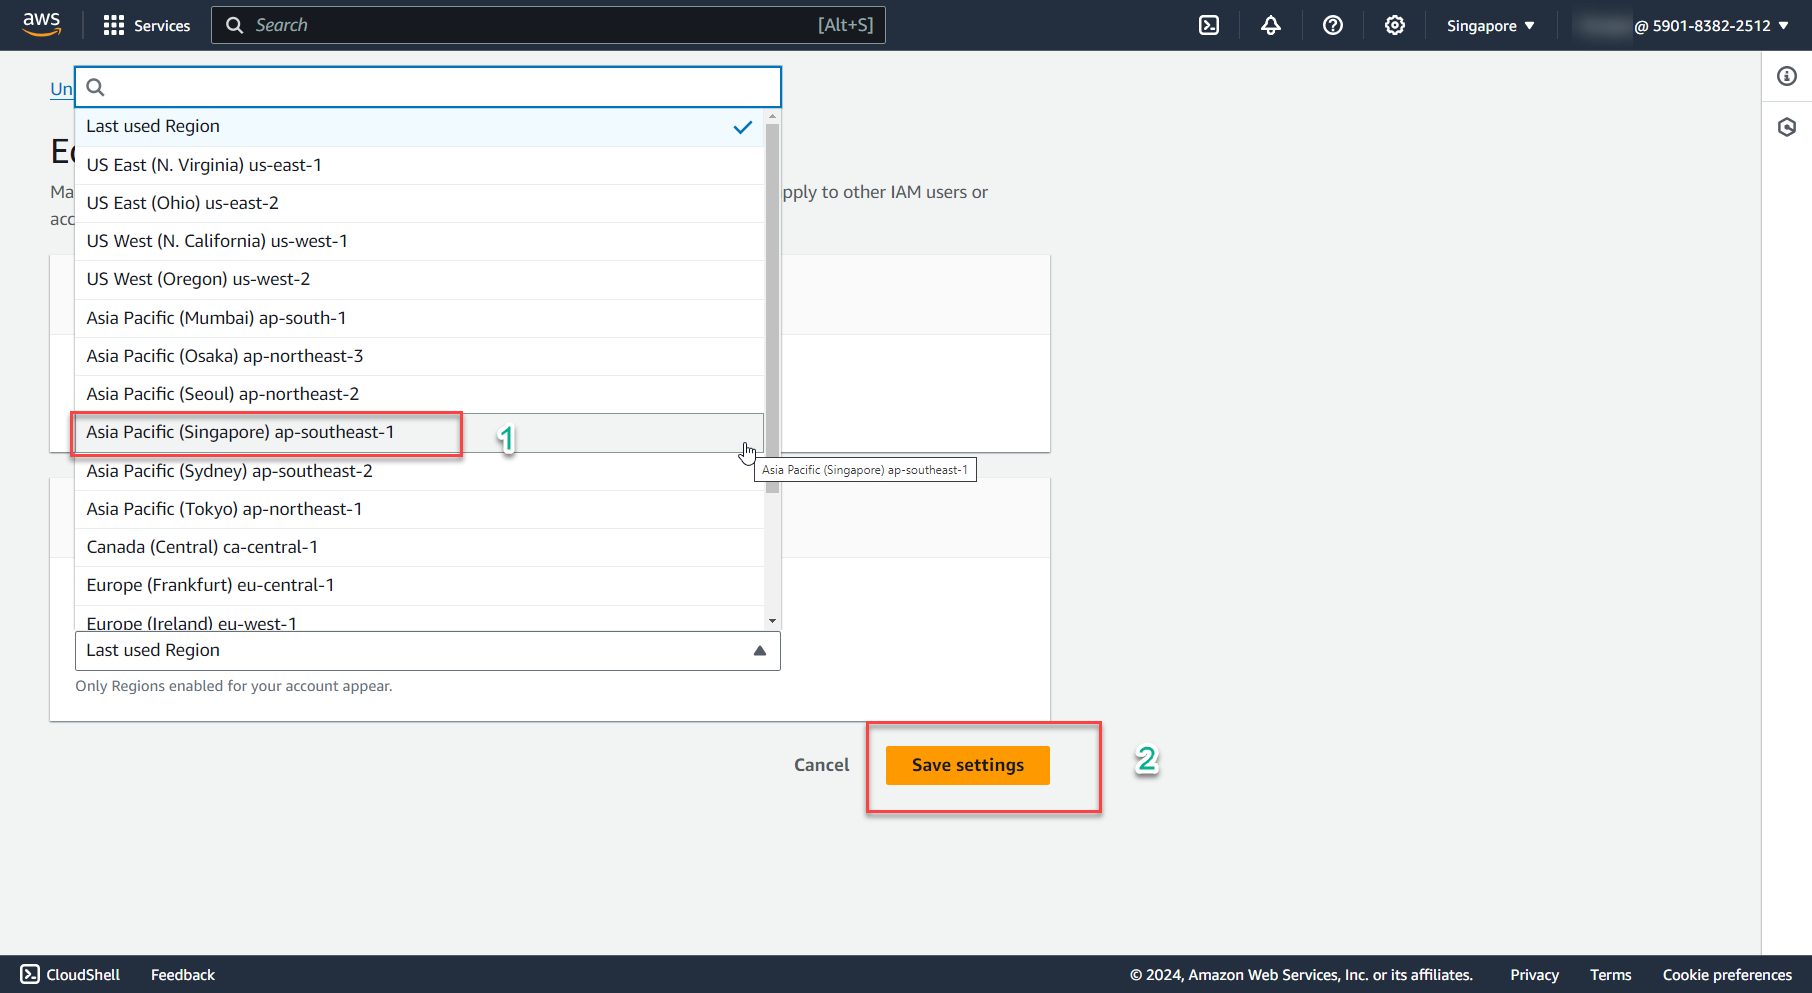 aws
Services
Search
[Alt+S]
Singapore
@ 5901-8382-2512
Un
Last used Region
US East (N. Virginia) us-east-1
Ma
pply to other IAM users or
US East (Ohio) us-east-2
acc
US West (N. California) us-west-1
US West (Oregon) us-west-2
Asia Pacific (Mumbai) ap-south-1
Asia Pacific (Osaka) ap-northeast-3
Asia Pacific (Seoul) ap-northeast-2
Asia Pacific (Singapore) ap-southeast-1
1
Asia Pacific (Singapore) ap-southeast-1
Asia Pacific (Sydney) ap-southeast-2
Asia Pacific (Tokyo) ap-northeast-1
Canada (Central) ca-central-1
Europe (Frankfurt) eu-central-1
Europe (Ireland) eu-west-1
Last used Region
Only Regions enabled for your account appear.
Cancel
Save settings
2
CloudShell
Feedback
© 2024, Amazon Web Services, Inc. or its affiliates.
Privacy
Terms
Cookie preferences